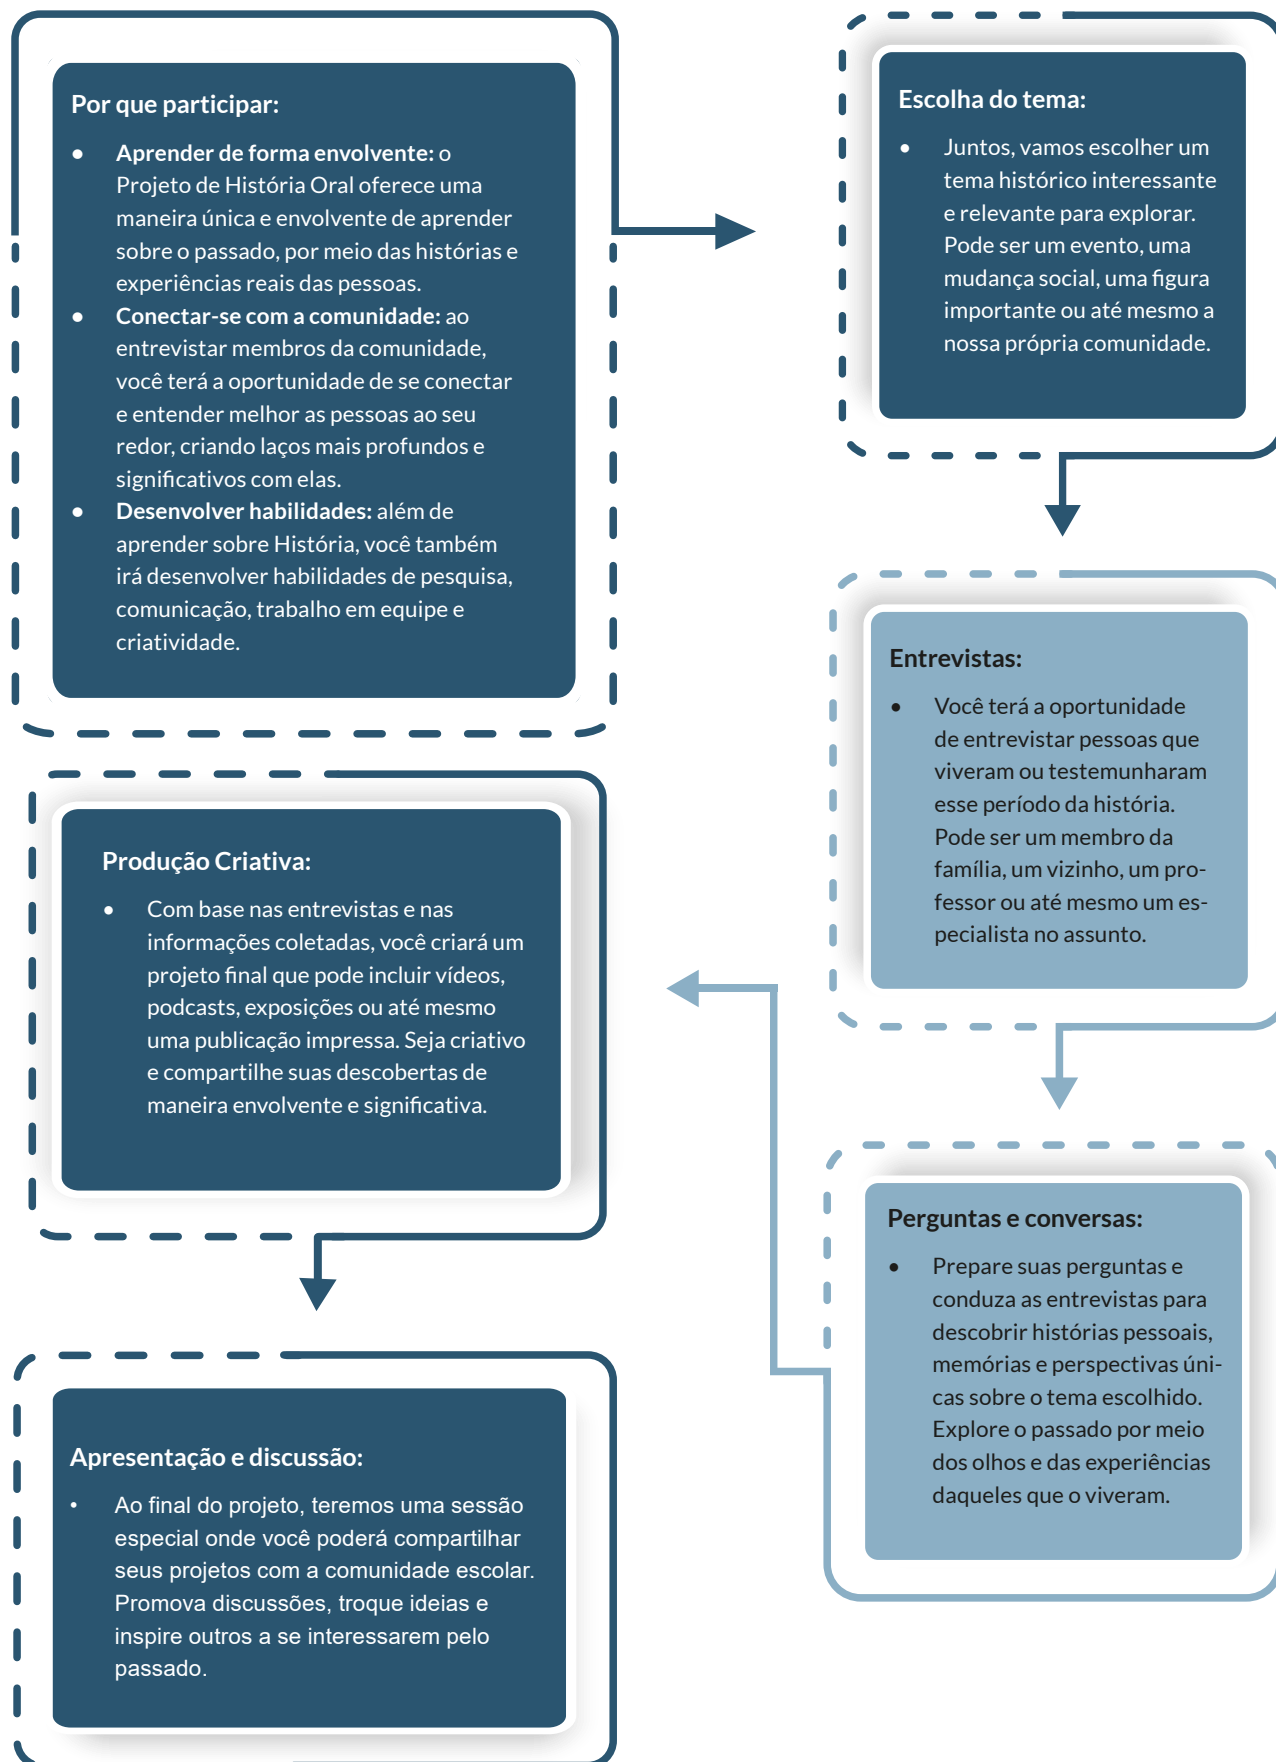 Por que participar:
● Aprender de forma envolvente: o
Projeto de História Oral oferece uma
maneira única e envolvente de aprender
sobre o passado, por meio das histórias e
experiências reais das pessoas.
● Conectar-se com a comunidade: ao
entrevistar membros da comunidade,
você terá a oportunidade de se conectar
e entender melhor as pessoas ao seu
redor, criando laços mais profundos e
significativos com elas.
● Desenvolver habilidades: além de
aprender sobre História, você também
irá desenvolver habilidades de pesquisa,
comunicação, trabalho em equipe e
criatividade.
Escolha do tema:
● Juntos, vamos escolher um
tema histórico interessante
e relevante para explorar.
Pode ser um evento, uma
mudança social, uma figura
importante ou até mesmo a
nossa própria comunidade.
Entrevistas:
● Você terá a oportunidade
de entrevistar pessoas que
viveram ou testemunharam
esse período da história.
Pode ser um membro da
família, um vizinho, um pro-
fessor ou até mesmo um es-
pecialista no assunto.
Perguntas e conversas:
● Prepare suas perguntas e
conduza as entrevistas para
descobrir histórias pessoais,
memórias e perspectivas úni-
cas sobre o tema escolhido.
Explore o passado por meio
dos olhos e das experiências
daqueles que o viveram.
Produção Criativa:
● Com base nas entrevistas e nas
informações coletadas, você criará um
projeto final que pode incluir vídeos,
podcasts, exposições ou até mesmo
uma publicação impressa. Seja criativo
e compartilhe suas descobertas de
maneira envolvente e significativa.
Apresentação e discussão:
• Ao final do projeto, teremos uma sessão
especial onde você poderá compartilhar
seus projetos com a comunidade escolar.
Promova discussões, troque ideias e
inspire outros a se interessarem pelo
passado.